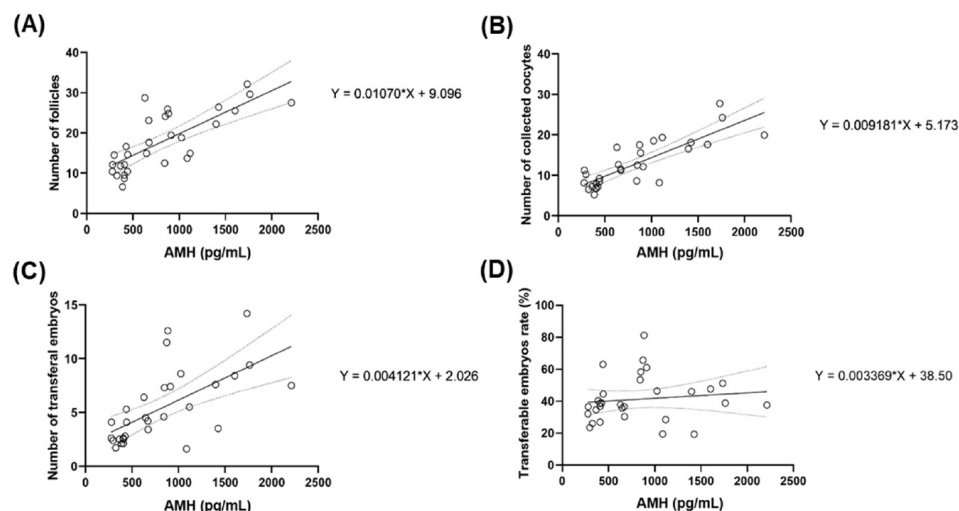 (A)
Number of follicles
40
30
20
10
0
0 500 1000 1500 2000 2500
AMH (pg/mL)
Y = 0.01070*X + 9.096
(B)
Number of collected oocytes
40
30
20
10
0
0 500 1000 1500 2000 2500
AMH (pg/mL)
Y = 0.009181*X + 5.173
(C)
Number of transferal embryos
15
10
5
0
0 500 1000 1500 2000 2500
AMH (pg/mL)
Y = 0.004121*X + 2.026
(D)
Transferable embryos rate (%)
100
80
60
40
20
0
0 500 1000 1500 2000 2500
AMH (pg/mL)
Y = 0.003369*X + 38.50